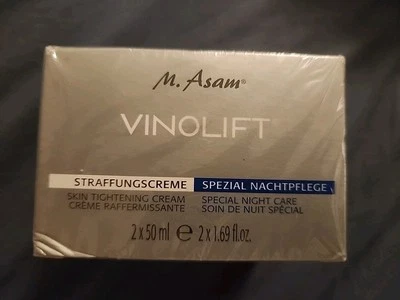 M. Asam®
VINOLIFT®
STRAFFUNGSCREME SPEZIAL NACHTPFLEGE
SKIN TIGHTENING CREAM SPECIAL NIGHT CARE
CRÈME RAFFERMISSANTE SOIN DE NUIT SPÉCIAL
2 x 50 ml ℮ 2 x 1.69 fl.oz.